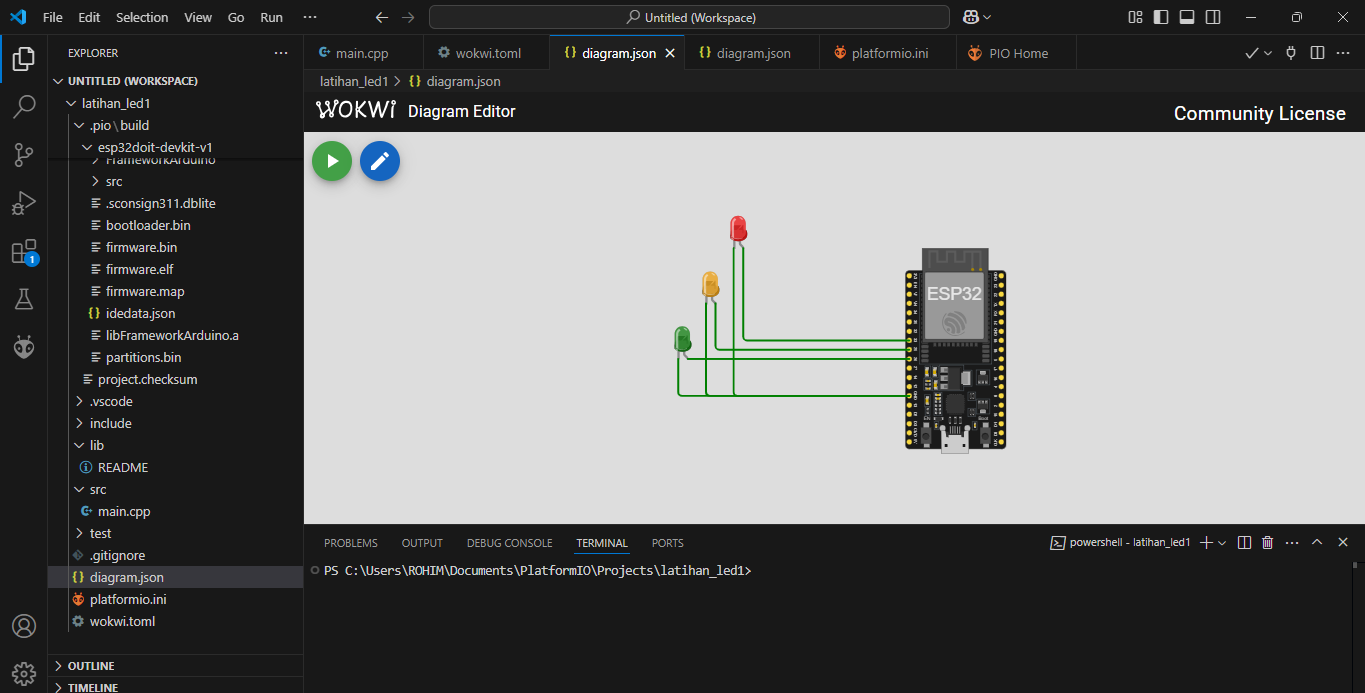 File Edit Selection View Go Run ··· Untitled (Workspace)
EXPLORER ···
UNTITLED (WORKSPACE)
latihan_led1
.pio\build
esp32doit-devkit-v1
FrameworkArduino
src
.sconsign311.dblite
bootloader.bin
firmware.bin
firmware.elf
firmware.map
{} idedata.json
libFrameworkArduino.a
partitions.bin
project.checksum
.vscode
include
lib
README
src
main.cpp
test
.gitignore
{} diagram.json
platformio.ini
wokwi.toml
OUTLINE
TIMELINE
1
main.cpp wokwi.toml {} diagram.json {} diagram.json platformio.ini PIO Home
latihan_led1 > {} diagram.json
WOKWI Diagram Editor Community License
ESP32
PROBLEMS OUTPUT DEBUG CONSOLE TERMINAL PORTS powershell - latihan_led1
PS C:\Users\ROHIM\Documents\PlatformIO\Projects\latihan_led1>